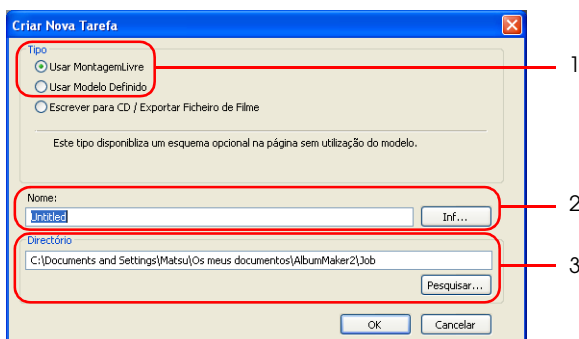 Criar Nova Tarefa
Tipo
Usar MontagemLivre
1
Usar Modelo Definido
Escrever para CD / Exportar Ficheiro de Filme
Este tipo disponibliza um esquema opcional na página sem utilização do modelo.
Nome:
Untitled
Inf...
2
Directório
C:\Documents and Settings\Matsu\Os meus documentos\AlbumMaker2\Job
3
Pesquisar...
OK
Cancelar